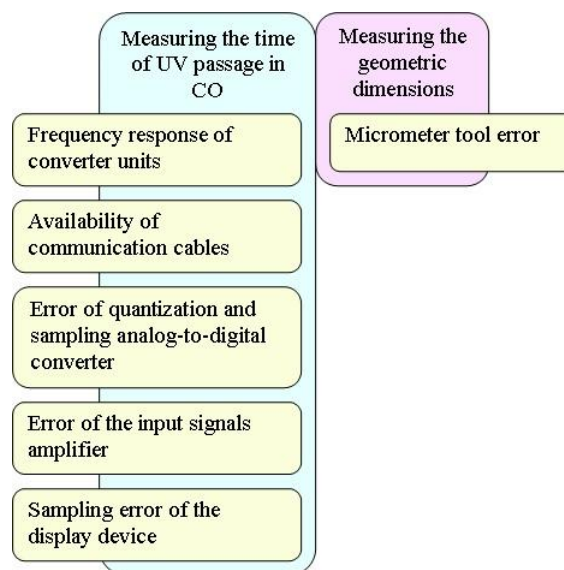 Measuring the time
of UV passage in
CO
Measuring the
geometric
dimensions
Frequency response of
converter units
Micrometer tool error
Availability of
communication cables
Error of quantization and
sampling analog-to-digital
converter
Error of the input signals
amplifier
Sampling error of the
display device